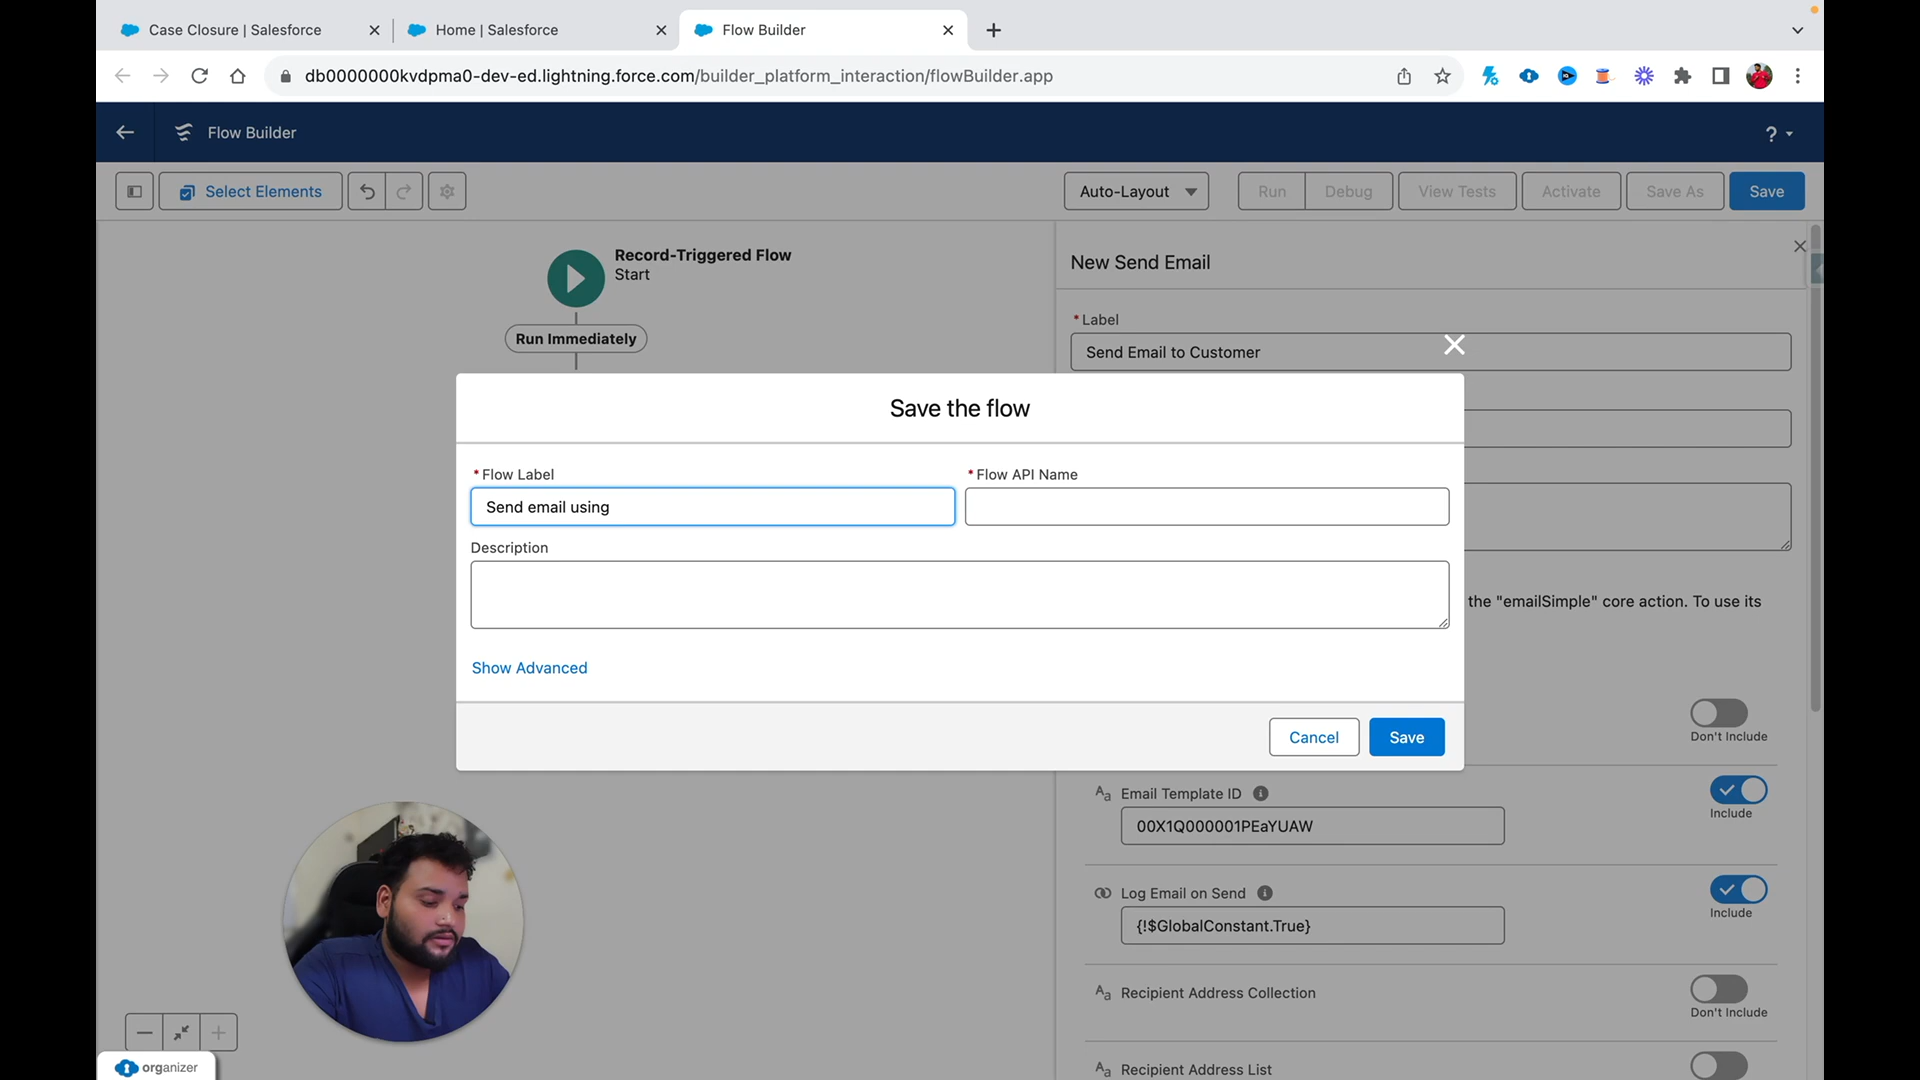 Case Closure | Salesforce
Home | Salesforce
Flow Builder
db0000000kvdpma0-dev-ed.lightning.force.com/builder_platform_interaction/flowBuilder.app
Flow Builder
?
Select Elements
Auto-Layout
Run
Debug
View Tests
Activate
Save As
Save
Record-Triggered Flow
Start
Run Immediately
New Send Email
*Label
Send Email to Customer
Save the flow
*Flow Label
*Flow API Name
Send email using
Description
the "emailSimple" core action. To use its
Show Advanced
Don't Include
Cancel
Save
Aa Email Template ID
00X1Q000001PEaYUAW
Include
Log Email on Send
{!$GlobalConstant.True}
Include
Aa Recipient Address Collection
Don't Include
Aa Recipient Address List
organizer